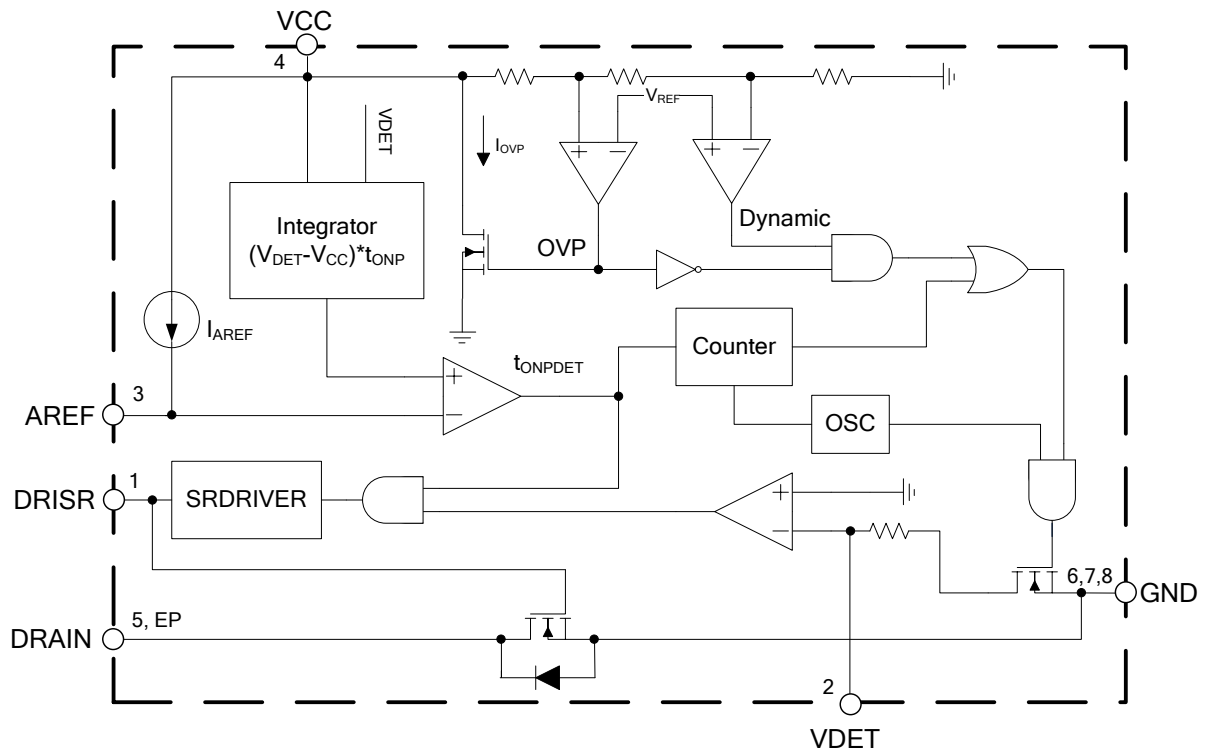 VCC
4
VDET
V_REF
I_OVP
+
−
+
−
Dynamic
Integrator
(V_DET-V_CC)*t_ONP
OVP
I_AREF
Counter
t_ONPDET
+
−
3
AREF
OSC
DRISR
1
SRDRIVER
+
−
6,7,8
GND
5, EP
DRAIN
2
VDET